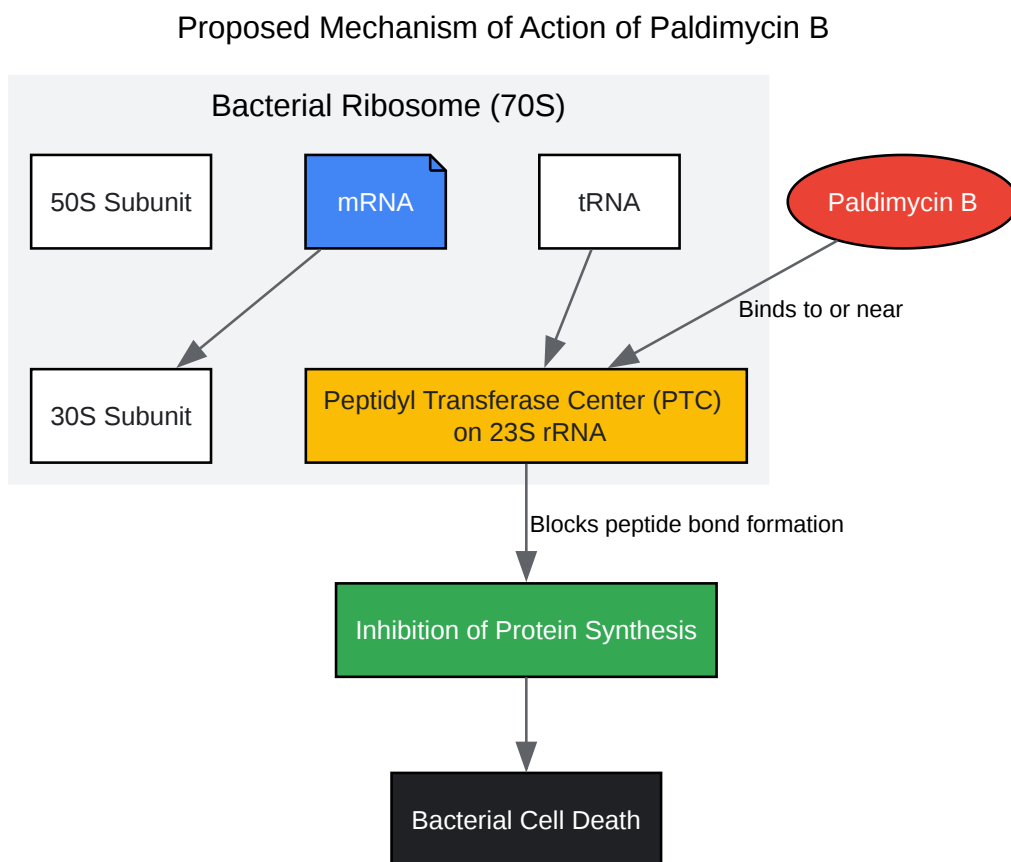 Proposed Mechanism of Action of Paldimycin B
Bacterial Ribosome (70S)
50S Subunit
mRNA
tRNA
Paldimycin B
Binds to or near
30S Subunit
Peptidyl Transferase Center (PTC)
on 23S rRNA
Blocks peptide bond formation
Inhibition of Protein Synthesis
Bacterial Cell Death